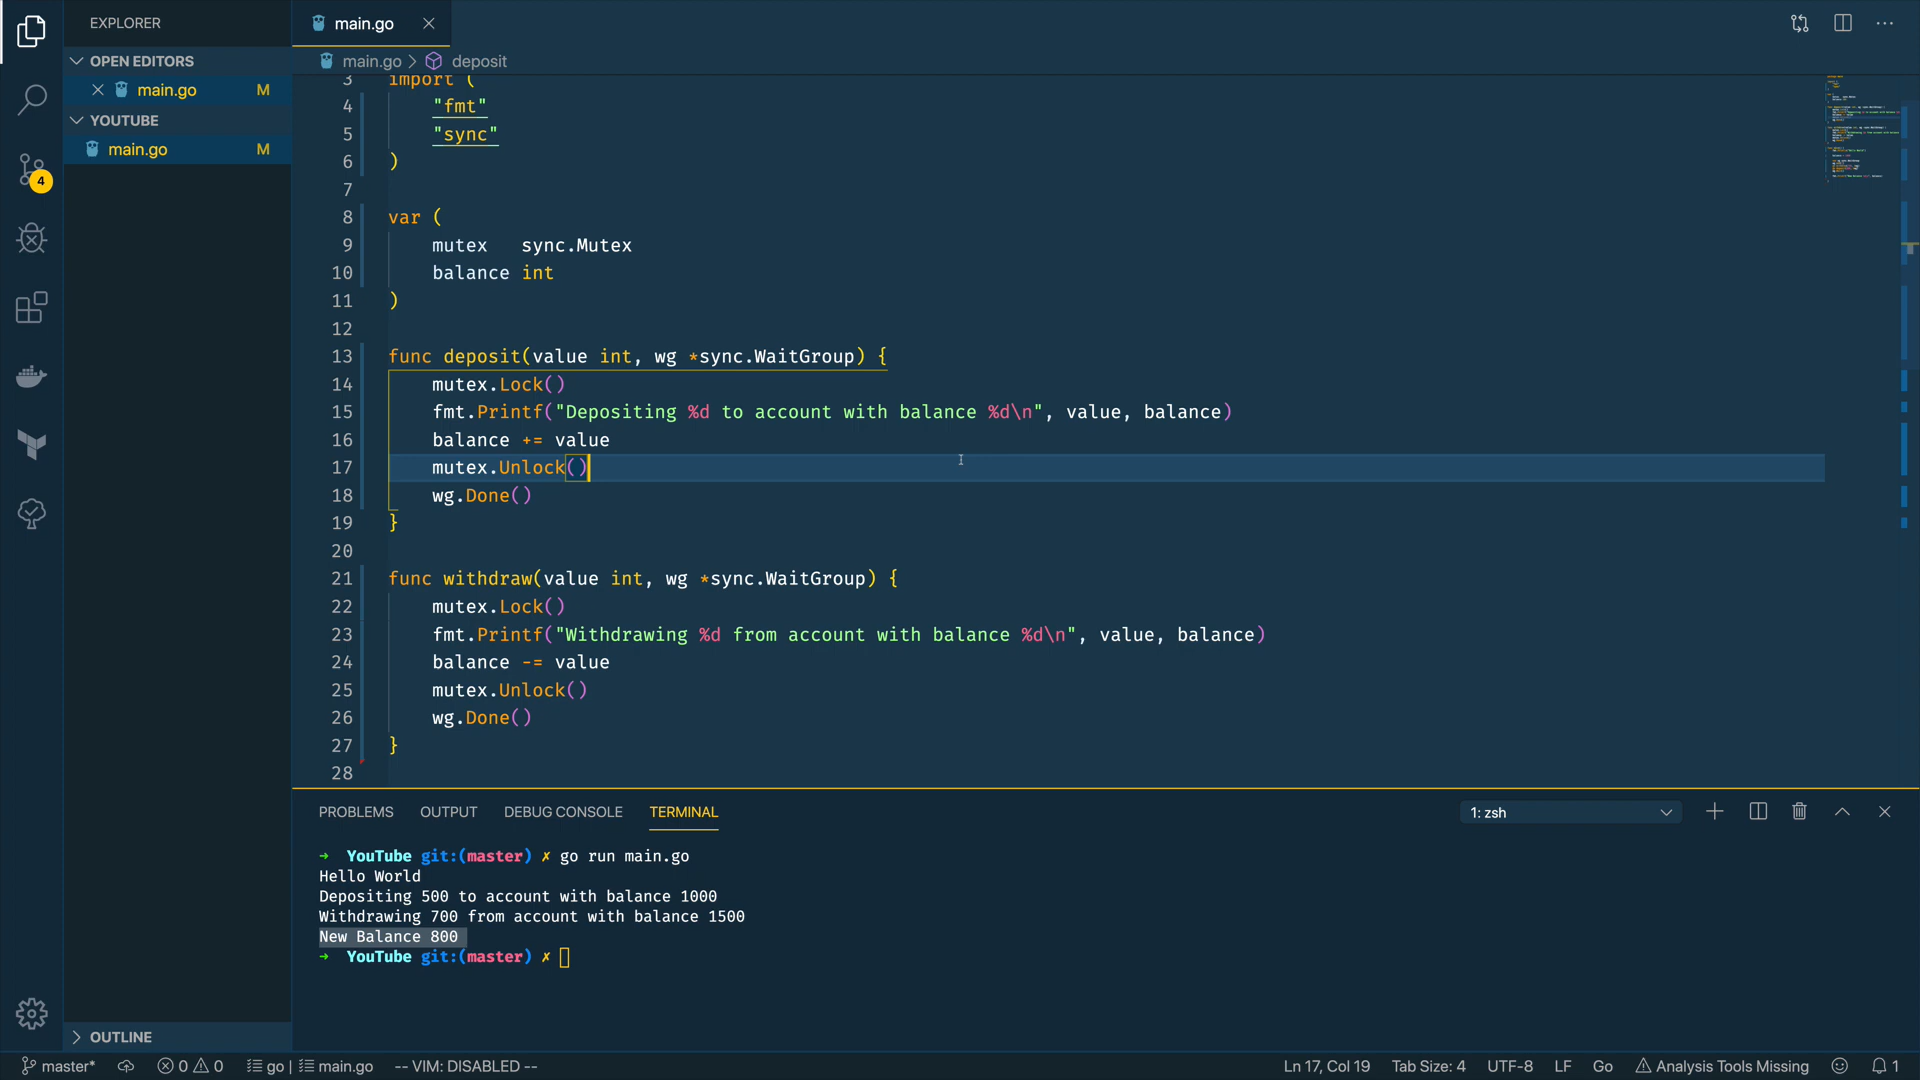 EXPLORER
OPEN EDITORS
main.go M
YOUTUBE
main.go M
4
OUTLINE
main.go
main.go > deposit
3 import (
4 "fmt"
5 "sync"
6 )
7
8 var (
9 mutex   sync.Mutex
10 balance int
11 )
12
13 func deposit(value int, wg *sync.WaitGroup) {
14 mutex.Lock()
15 fmt.Printf("Depositing %d to account with balance %d\n", value, balance)
16 balance += value
17 mutex.Unlock()
18 wg.Done()
19 }
20
21 func withdraw(value int, wg *sync.WaitGroup) {
22 mutex.Lock()
23 fmt.Printf("Withdrawing %d from account with balance %d\n", value, balance)
24 balance -= value
25 mutex.Unlock()
26 wg.Done()
27 }
28
PROBLEMS OUTPUT DEBUG CONSOLE TERMINAL 1: zsh
→ YouTube git:(master) ✗ go run main.go
Hello World
Depositing 500 to account with balance 1000
Withdrawing 700 from account with balance 1500
New Balance 800
→ YouTube git:(master) ✗
master* 0 0 go | main.go -- VIM: DISABLED -- Ln 17, Col 19 Tab Size: 4 UTF-8 LF Go Analysis Tools Missing 1